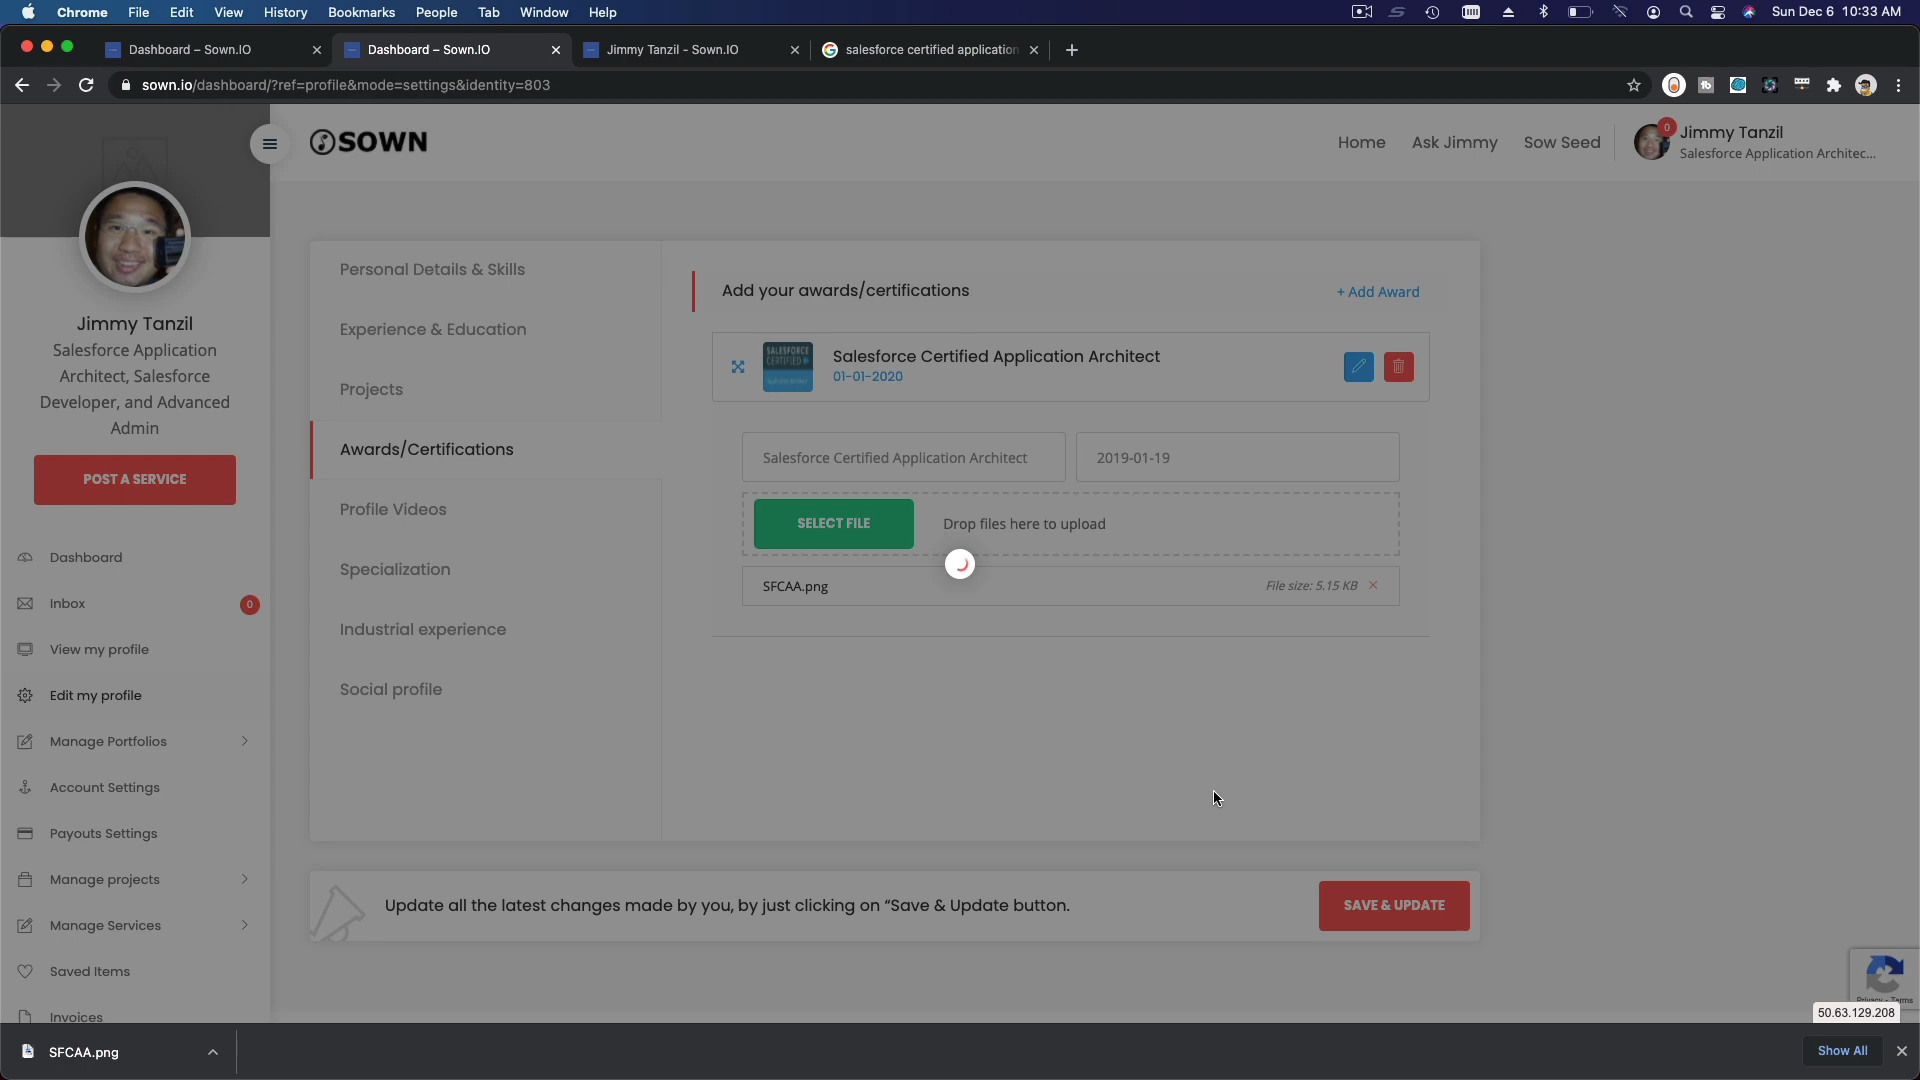 Chrome File Edit View History Bookmarks People Tab Window Help
Sun Dec 6 10:33 AM
Dashboard – Sown.IO
Dashboard – Sown.IO
Jimmy Tanzil - Sown.IO
salesforce certified application
sown.io/dashboard/?ref=profile&mode=settings&identity=803
SOWN
Home
Ask Jimmy
Sow Seed
0
Jimmy Tanzil
Salesforce Application Architec...
Jimmy Tanzil
Salesforce Application
Architect, Salesforce
Developer, and Advanced
Admin
POST A SERVICE
Dashboard
Inbox
0
View my profile
Edit my profile
Manage Portfolios
Account Settings
Payouts Settings
Manage projects
Manage Services
Saved Items
Invoices
Personal Details & Skills
Experience & Education
Projects
Awards/Certifications
Profile Videos
Specialization
Industrial experience
Social profile
Add your awards/certifications
+ Add Award
SALESFORCE
CERTIFIED
Salesforce Certified Application Architect
01-01-2020
Salesforce Certified Application Architect
2019-01-19
SELECT FILE
Drop files here to upload
SFCAA.png
File size: 5.15 KB
Update all the latest changes made by you, by just clicking on “Save & Update button.
SAVE & UPDATE
Privacy - Terms
50.63.129.208
SFCAA.png
Show All